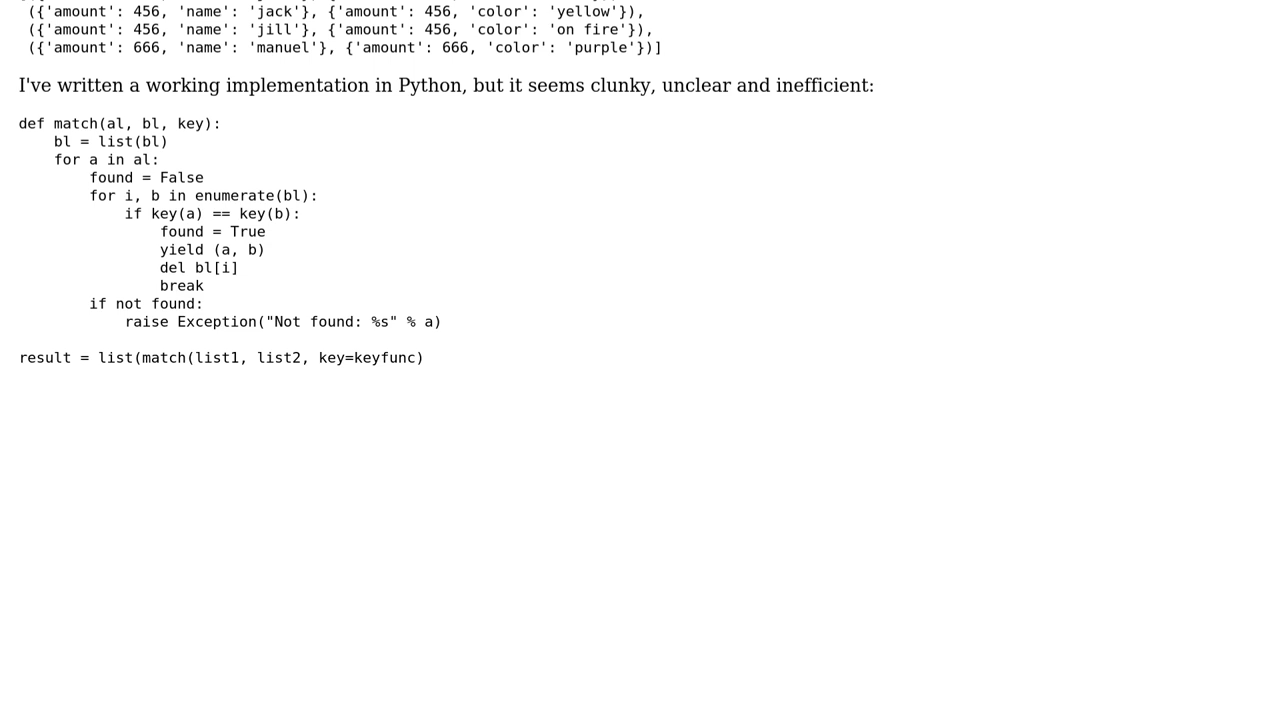 ({'amount': 456, 'name': 'jack'}, {'amount': 456, 'color': 'yellow'}),
({'amount': 456, 'name': 'jill'}, {'amount': 456, 'color': 'on fire'}),
({'amount': 666, 'name': 'manuel'}, {'amount': 666, 'color': 'purple'})]
I've written a working implementation in Python, but it seems clunky, unclear and inefficient:
def match(al, bl, key):
    bl = list(bl)
    for a in al:
        found = False
        for i, b in enumerate(bl):
            if key(a) == key(b):
                found = True
                yield (a, b)
                del bl[i]
                break
        if not found:
            raise Exception("Not found: %s" % a)
result = list(match(list1, list2, key=keyfunc)